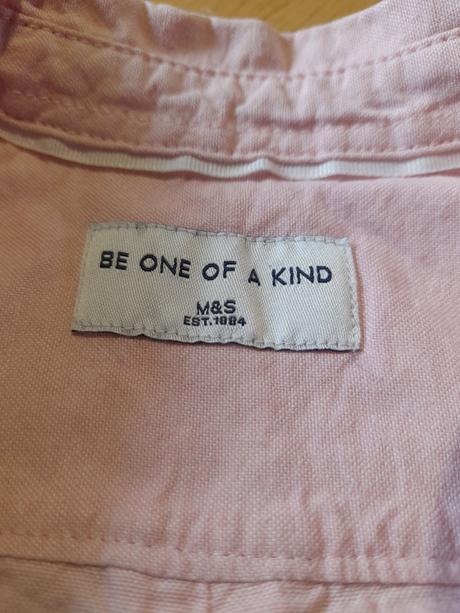 BE ONE OF A KIND
M&S
EST.1884